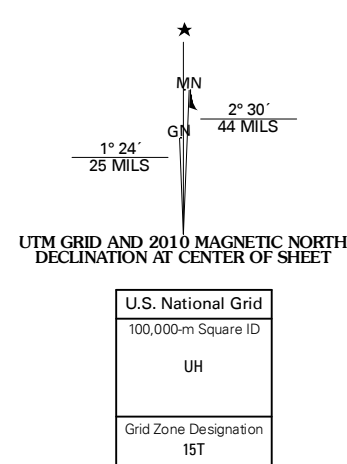 ★
MN
GN
2° 30´
44 MILS
1° 24´
25 MILS
UTM GRID AND 2010 MAGNETIC NORTH
DECLINATION AT CENTER OF SHEET
U.S. National Grid
100,000-m Square ID
UH
Grid Zone Designation
15T